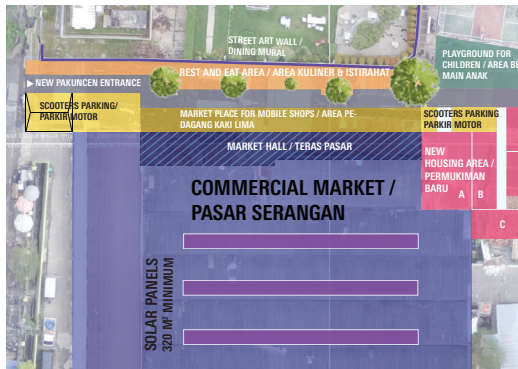 STREET ART WALL /
DINING MURAL
PLAYGROUND FOR
CHILDREN / AREA BE
MAIN ANAK
REST AND EAT AREA / AREA KULINER & ISTIRAHAT
NEW PAKUNCEN ENTRANCE
SCOOTERS PARKING/
PARKIR MOTOR
MARKET PLACE FOR MOBILE SHOPS / AREA PE-
DAGANG KAKI LIMA
SCOOTERS PARKING
PARKIR MOTOR
MARKET HALL / TERAS PASAR
NEW
HOUSING AREA /
PERMUKIMAN
BARU
A B
C
COMMERCIAL MARKET /
PASAR SERANGAN
SOLAR PANELS
320 M² MINIMUM